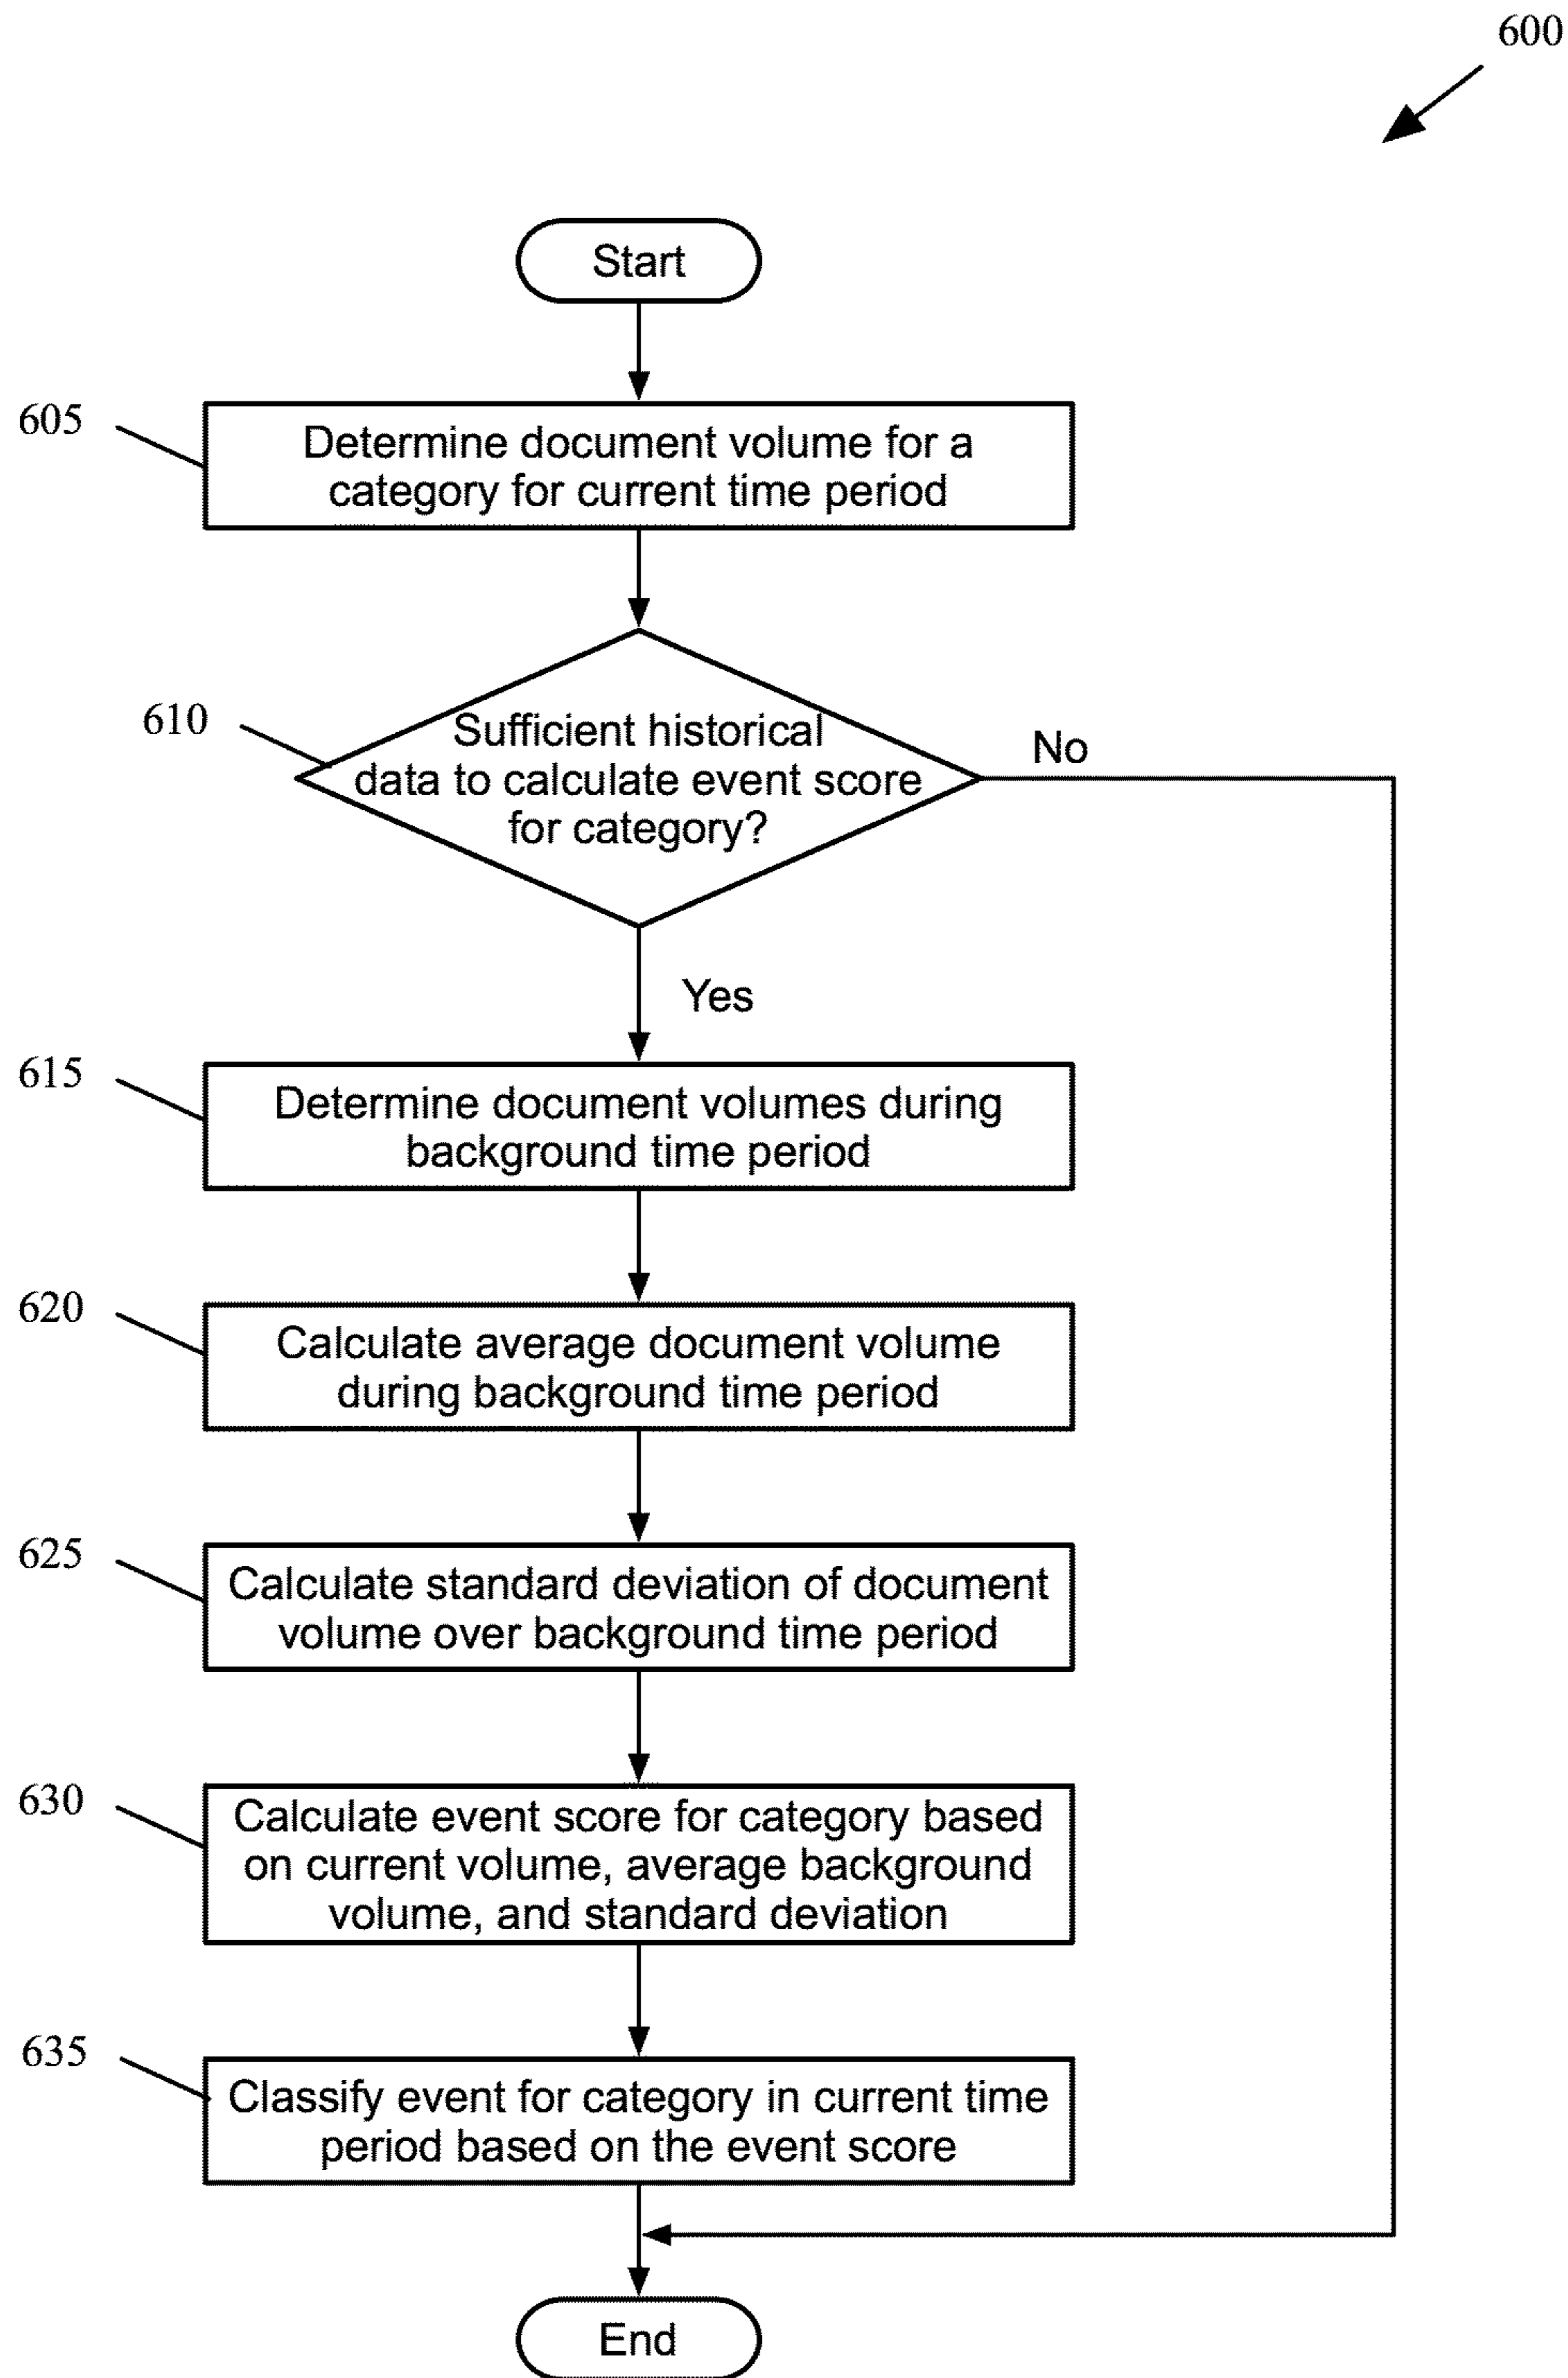 600
Start
605
Determine document volume for a
category for current time period
610
Sufficient historical
data to calculate event score
for category?
No
Yes
615
Determine document volumes during
background time period
620
Calculate average document volume
during background time period
625
Calculate standard deviation of document
volume over background time period
630
Calculate event score for category based
on current volume, average background
volume, and standard deviation
635
Classify event for category in current time
period based on the event score
End